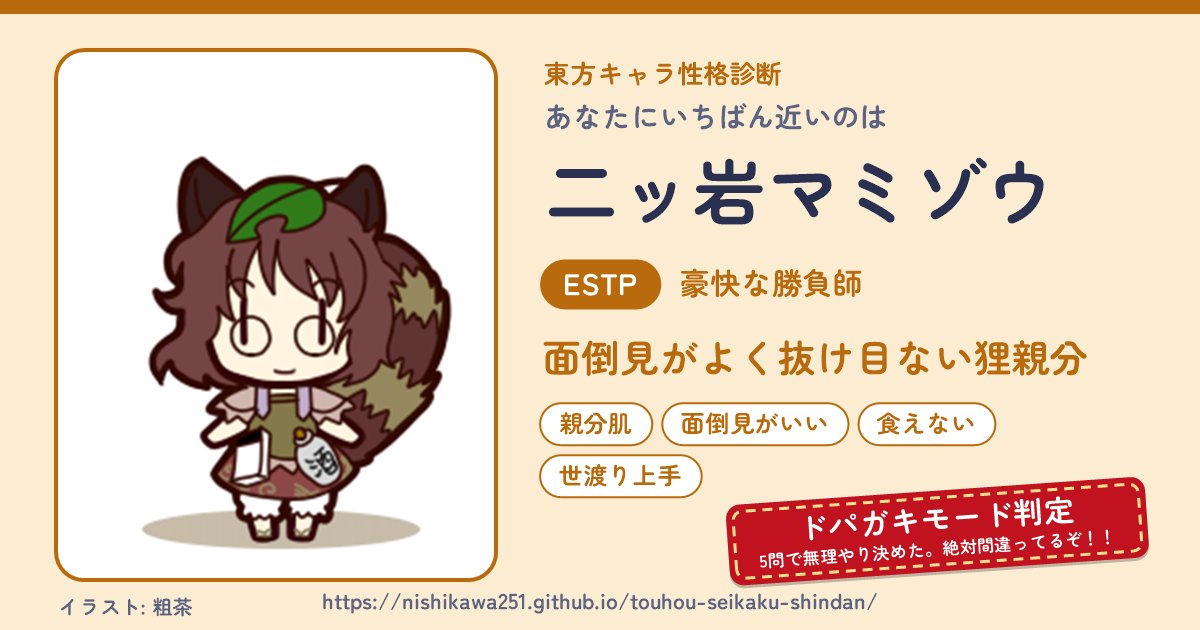 東方キャラ性格診断
あなたにいちばん近いのは
二ッ岩マミゾウ
ESTP 豪快な勝負師
面倒見がよく抜け目ない狸親分
親分肌 面倒見がいい 食えない
世渡り上手
ドパガキモード判定
5問で無理やり決めた。絶対間違ってるぞ！！
酒
イラスト: 粗茶
https://nishikawa251.github.io/touhou-seikaku-shindan/